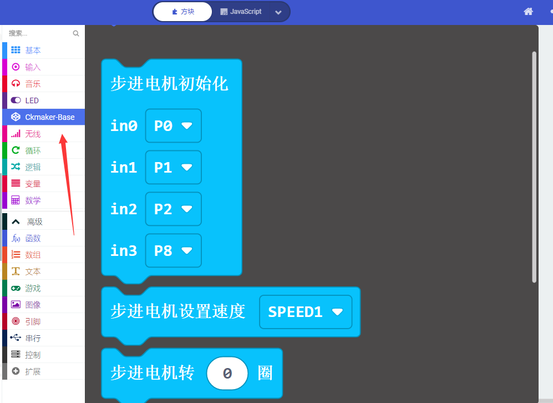 方块 JavaScript
搜索...
基本
输入
音乐
LED
Ckmaker-Base
无线
循环
逻辑
变量
数学
高级
函数
数组
文本
游戏
图像
引脚
串行
控制
扩展
步进电机初始化
in0 P0
in1 P1
in2 P2
in3 P8
步进电机设置速度 SPEED1
步进电机转 0 圈